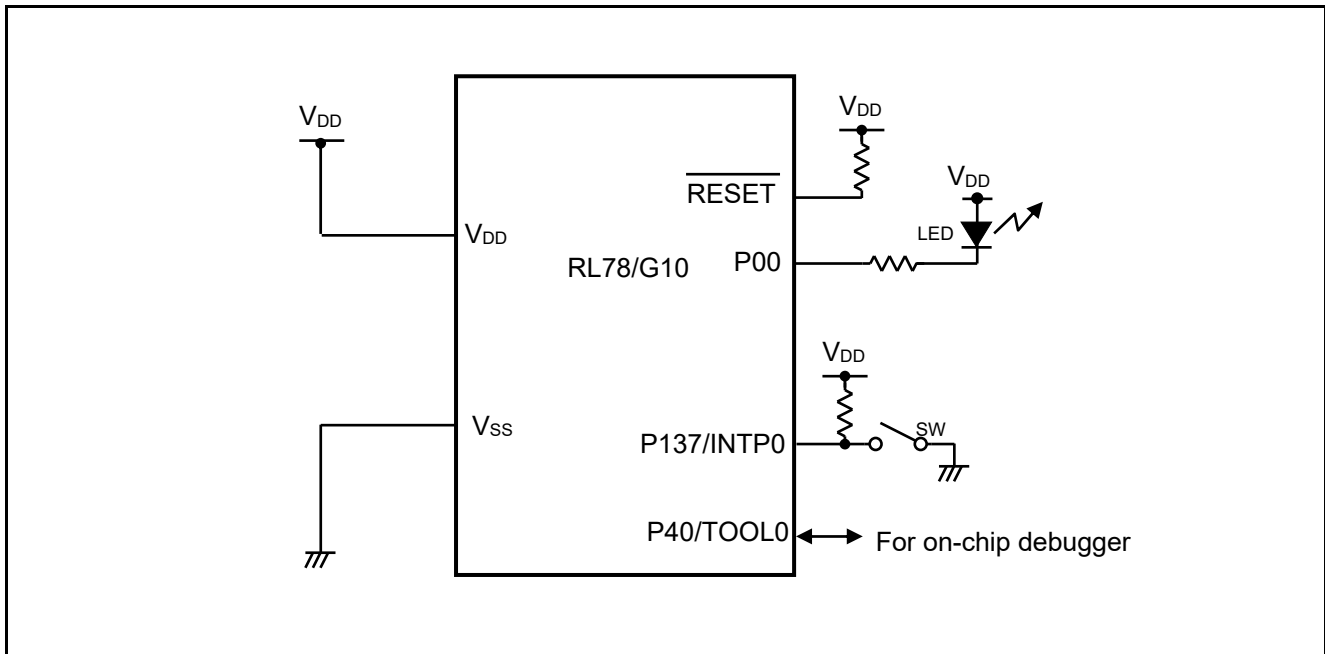 VDD
VDD
RESET
VDD
LED
VDD
RL78/G10
P00
VDD
VSS
P137/INTP0
SW
P40/TOOL0
For on-chip debugger